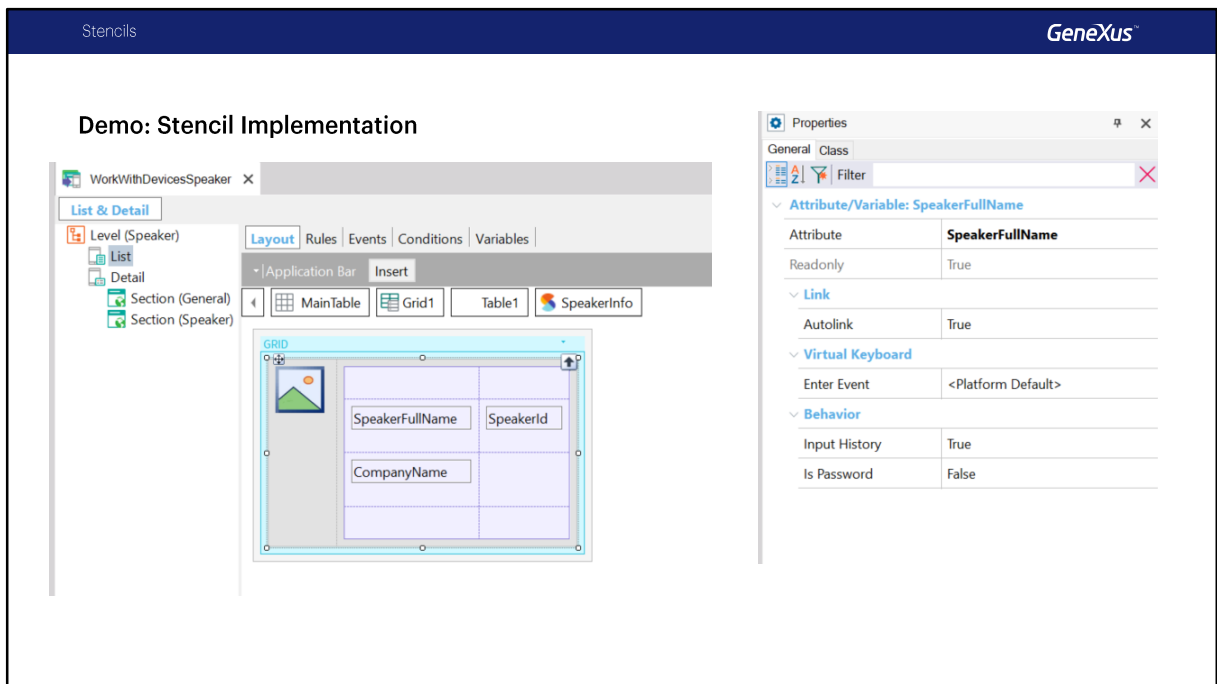 Stencils
GeneXus™
Demo: Stencil Implementation
WorkWithDevicesSpeaker
List & Detail
Level (Speaker)
List
Detail
Section (General)
Section (Speaker)
Layout Rules Events Conditions Variables
Application Bar Insert
MainTable Grid1 Table1 SpeakerInfo
GRID
SpeakerFullName SpeakerId
CompanyName
Properties
General Class
Filter
Attribute/Variable: SpeakerFullName
Attribute SpeakerFullName
Readonly True
Link
Autolink True
Virtual Keyboard
Enter Event <Platform Default>
Behavior
Input History True
Is Password False